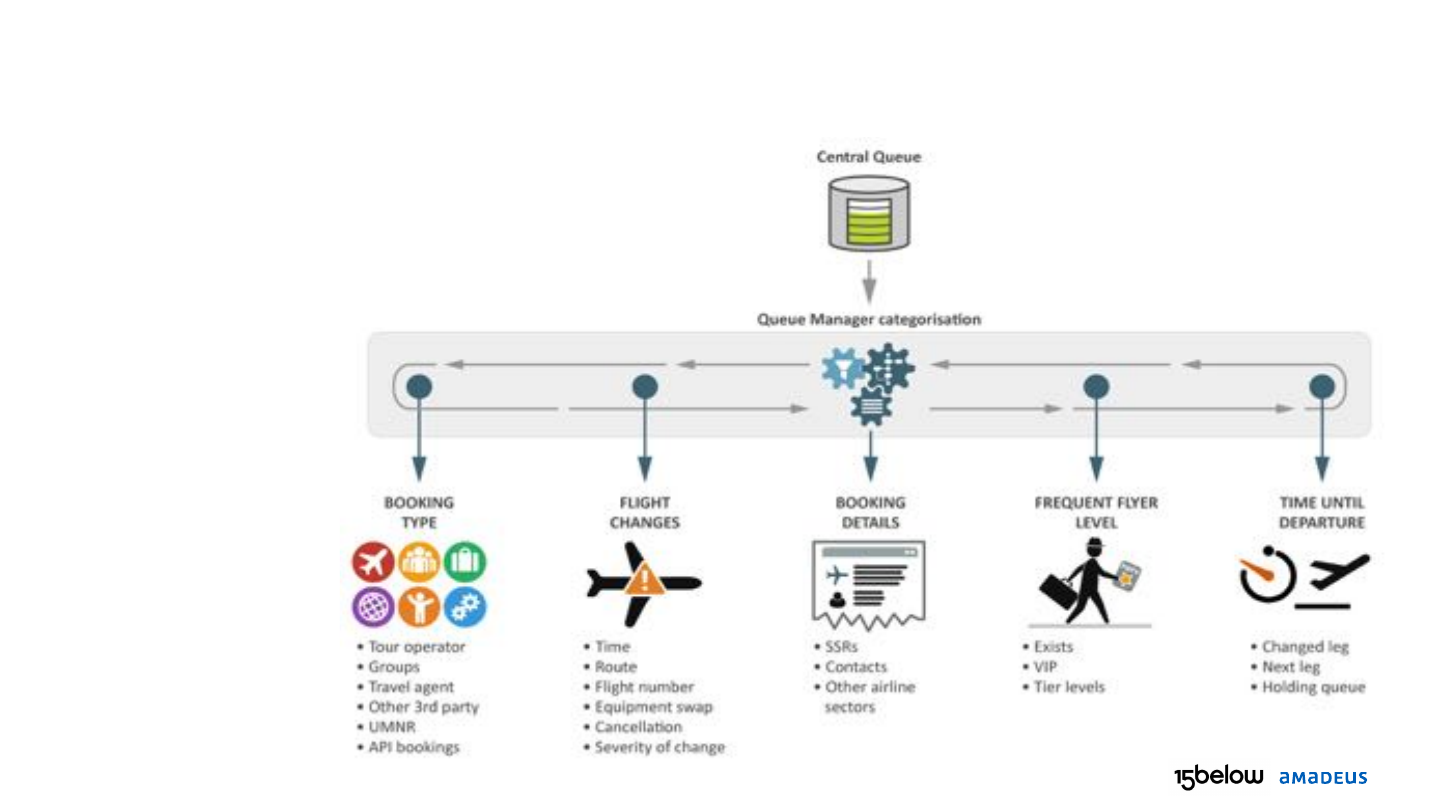 Central Queue
Queue Manager categorisation
BOOKING
TYPE
• Tour operator
• Groups
• Travel agent
• Other 3rd party
• UMNR
• API bookings
FLIGHT
CHANGES
• Time
• Route
• Flight number
• Equipment swap
• Cancellation
• Severity of change
BOOKING
DETAILS
• SSRs
• Contacts
• Other airline
sectors
FREQUENT FLYER
LEVEL
• Exists
• VIP
• Tier levels
TIME UNTIL
DEPARTURE
• Changed leg
• Next leg
• Holding queue
15below amadeus